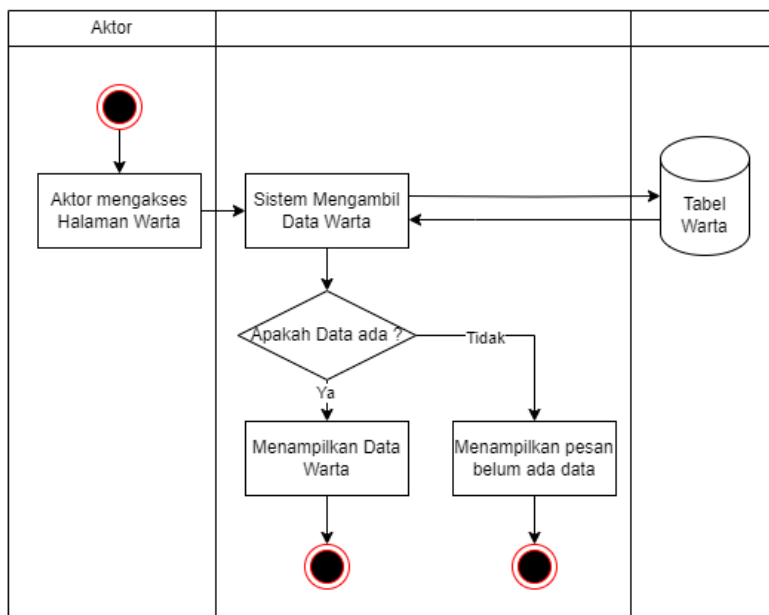 Aktor
Aktor mengakses
Halaman Warta
Sistem Mengambil
Data Warta
Tabel
Warta
Apakah Data ada ?
Tidak
Ya
Menampilkan Data
Warta
Menampilkan pesan
belum ada data